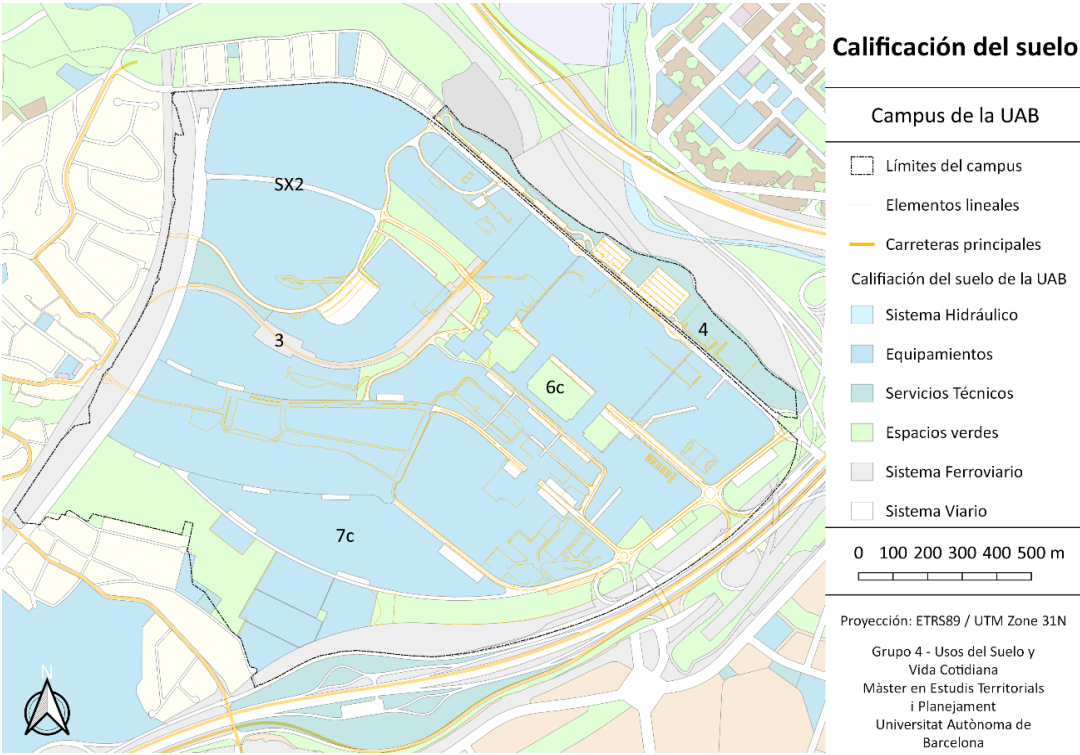 Calificación del suelo
Campus de la UAB
Límites del campus
Elementos lineales
Carreteras principales
Califiación del suelo de la UAB
Sistema Hidráulico
Equipamientos
Servicios Técnicos
Espacios verdes
Sistema Ferroviario
Sistema Viario
0 100 200 300 400 500 m
Proyección: ETRS89 / UTM Zone 31N
Grupo 4 - Usos del Suelo y
Vida Cotidiana
Màster en Estudis Territorials
i Planejament
Universitat Autònoma de
Barcelona
SX2
4
3
6c
7c
N